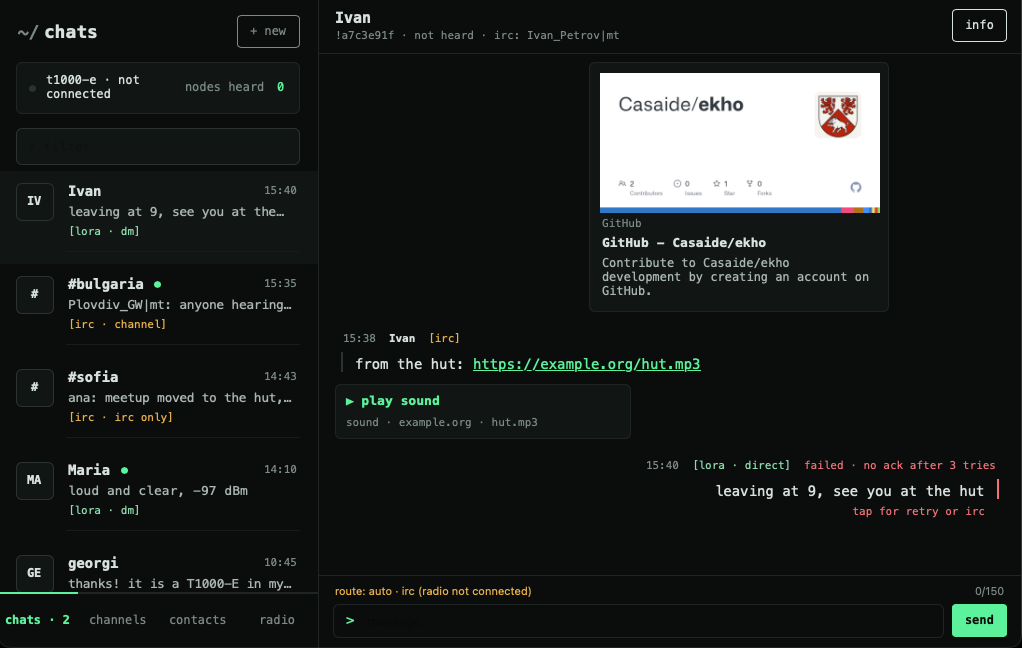 ~/ chats
+ new
t1000-e · not connected
nodes heard 0
IV
Ivan
15:40
leaving at 9, see you at the…
[lora · dm]
#
#bulgaria
15:35
Plovdiv_GW|mt: anyone hearing…
[irc · channel]
#
#sofia
14:43
ana: meetup moved to the hut,…
[irc · irc only]
MA
Maria
14:10
loud and clear, −97 dBm
[lora · dm]
GE
georgi
10:45
thanks! it is a T1000-E in my…
chats · 2
channels
contacts
radio
Ivan
!a7c3e91f · not heard · irc: Ivan_Petrov|mt
info
Casaide/ekho
2 Contributors
0 Issues
1 Star
0 Forks
GitHub
GitHub - Casaide/ekho
Contribute to Casaide/ekho
development by creating an account on
GitHub.
15:38 Ivan [irc]
from the hut: https://example.org/hut.mp3
▶ play sound
sound · example.org · hut.mp3
15:40 [lora · direct] failed · no ack after 3 tries
leaving at 9, see you at the hut
tap for retry or irc
route: auto · irc (radio not connected)
0/150
>
send